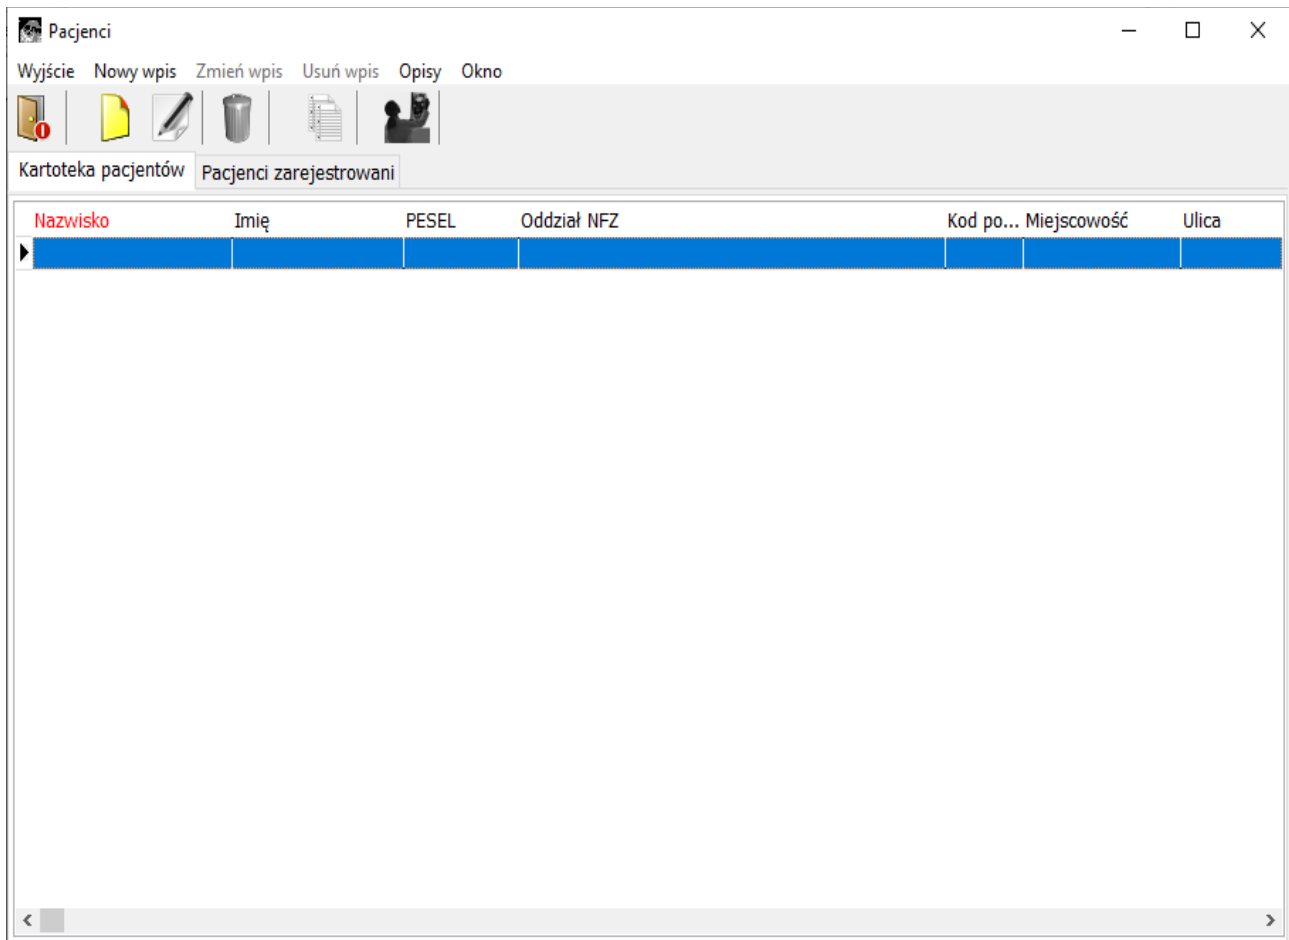 Pacjenci
Wyjście Nowy wpis Zmień wpis Usuń wpis Opisy Okno
Kartoteka pacjentów Pacjenci zarejestrowani
Nazwisko Imię PESEL Oddział NFZ Kod po... Miejscowość Ulica